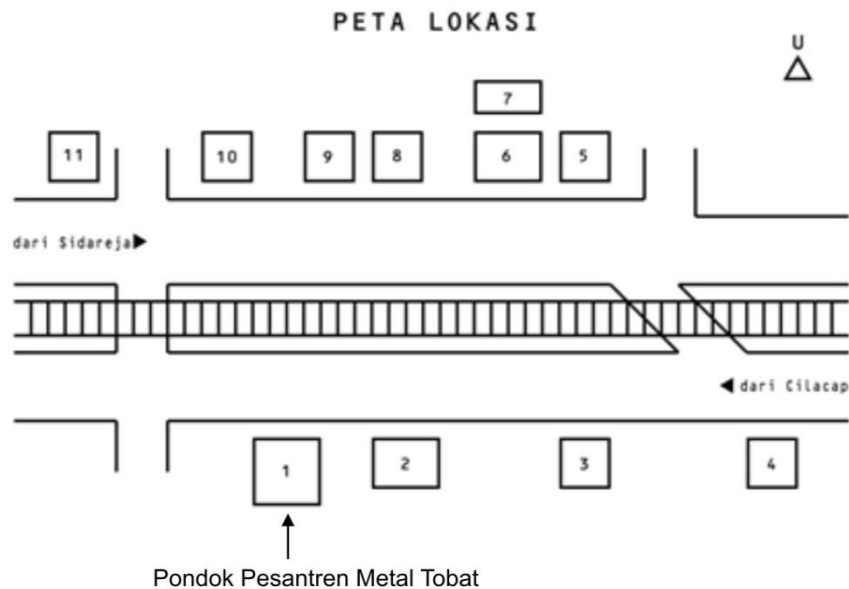 PETA LOKASI
U
7
11
10
9
8
6
5
dari Sidareja
dari Cilacap
1
2
3
4
Pondok Pesantren Metal Tobat